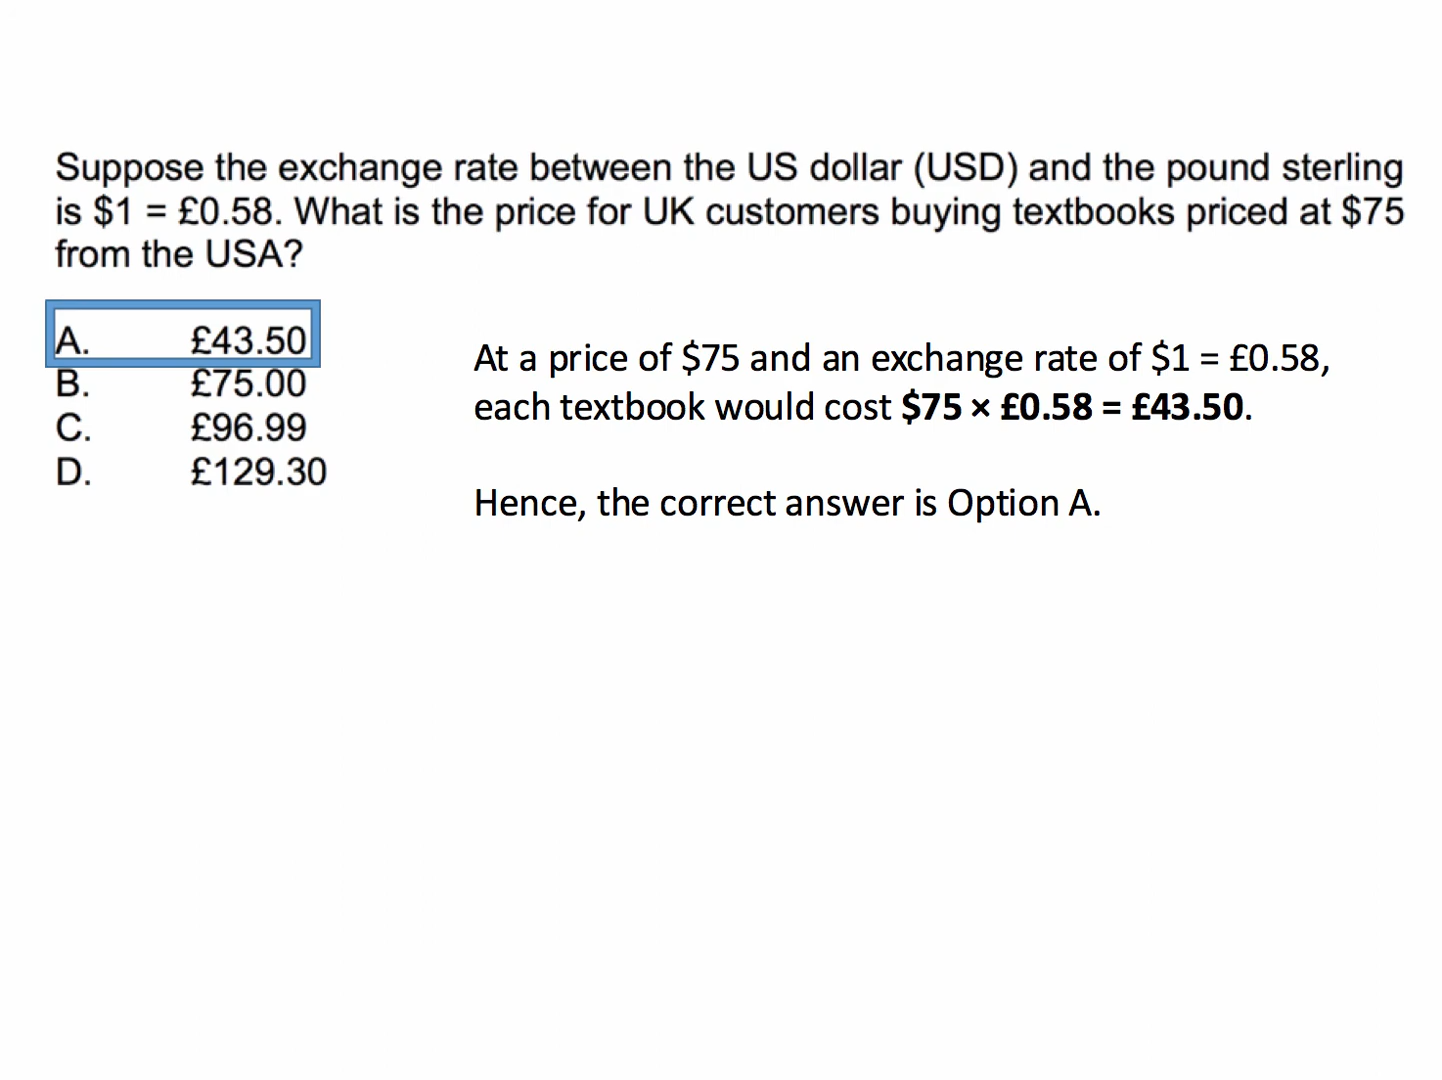 Suppose the exchange rate between the US dollar (USD) and the pound sterling
is $1 = £0.58. What is the price for UK customers buying textbooks priced at $75
from the USA?
A. £43.50
B. £75.00
C. £96.99
D. £129.30
At a price of $75 and an exchange rate of $1 = £0.58,
each textbook would cost $75 × £0.58 = £43.50.
Hence, the correct answer is Option A.